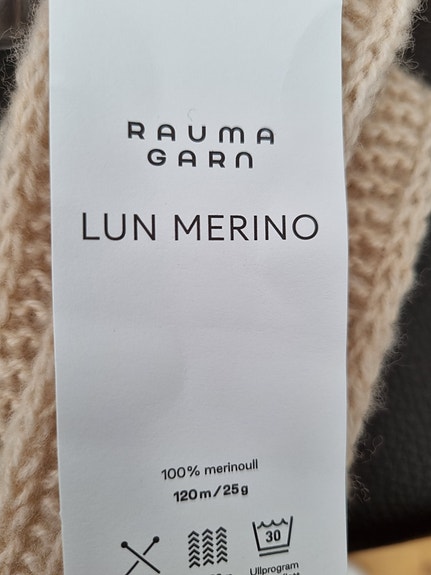 RAUMA
GARN
LUN MERINO
100% merinoull
120m/25g
30
Ullprogram